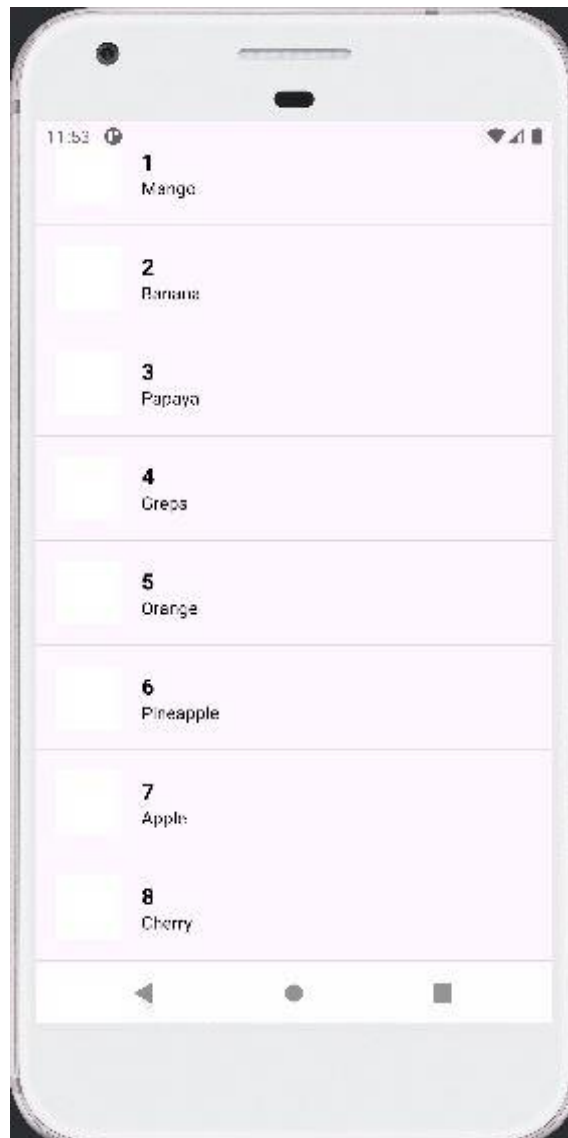 11:53
1
Mango
2
Banana
3
Papaya
4
Greps
5
Orange
6
Pineapple
7
Apple
8
Cherry